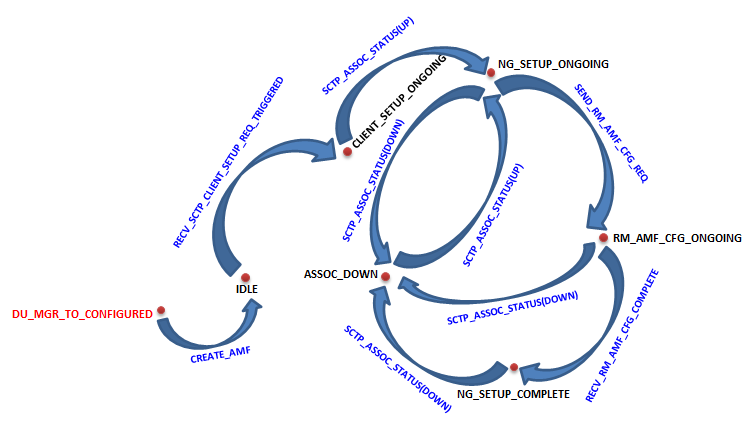 SCTP_ASSOC_STATUS(UP)
NG_SETUP_ONGOING
CLIENT_SETUP_ONGOING
SEND_RM_AMF_CFG_REQ
RECV_SCTP_CLIENT_SETUP_REQ_TRIGGERED
SCTP_ASSOC_STATUS(DOWN)
SCTP_ASSOC_STATUS(UP)
RM_AMF_CFG_ONGOING
ASSOC_DOWN
IDLE
DU_MGR_TO_CONFIGURED
SCTP_ASSOC_STATUS(DOWN)
RECV_RM_AMF_CFG_COMPLETE
CREATE_AMF
SCTP_ASSOC_STATUS(DOWN)
NG_SETUP_COMPLETE